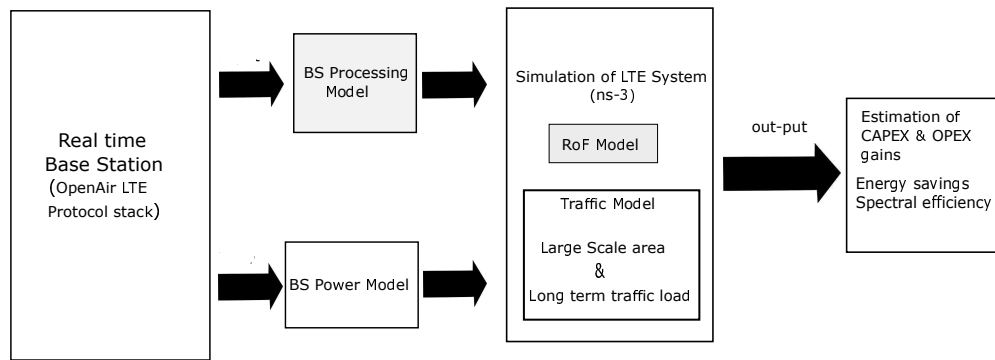 Real time
Base Station
(OpenAir LTE
Protocol stack)
BS Processing
Model
BS Power Model
Simulation of LTE System
(ns-3)
RoF Model
Traffic Model
Large Scale area
&
Long term traffic load
out-put
Estimation of
CAPEX & OPEX
gains
Energy savings
Spectral efficiency